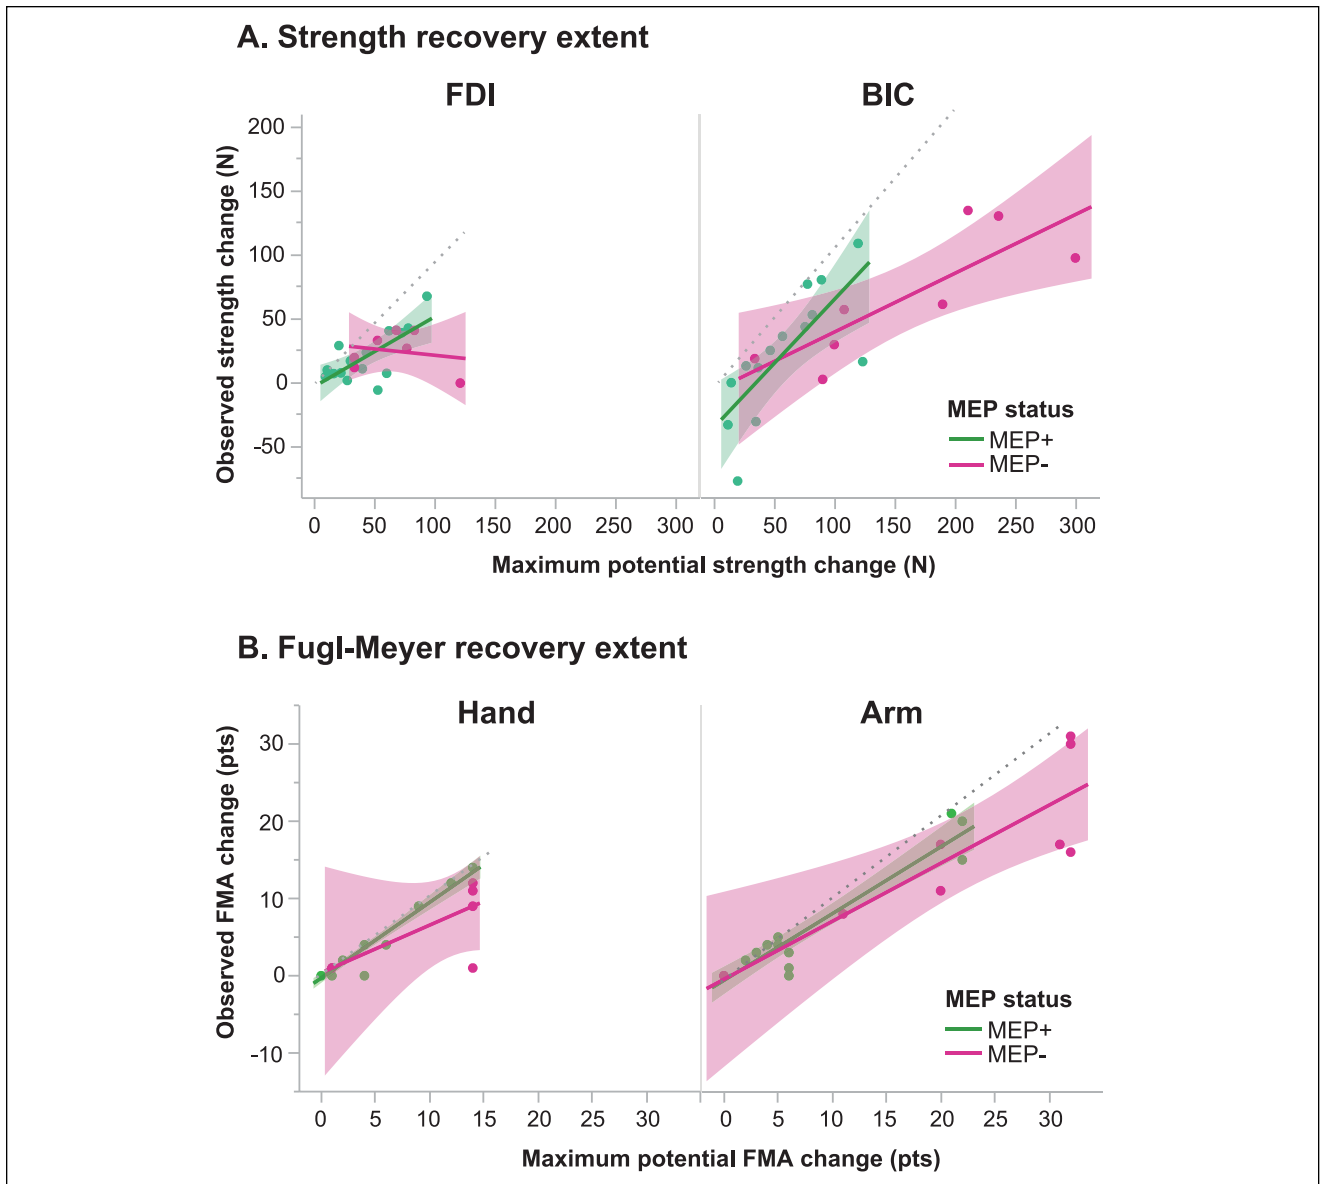 A. Strength recovery extent
FDI
BIC
Observed strength change (N)
200
150
100
50
0
-50
MEP status
MEP+
MEP-
0 50 100 150 200 250 300
0 50 100 150 200 250 300
Maximum potential strength change (N)
B. Fugl-Meyer recovery extent
Hand
Arm
Observed FMA change (pts)
30
20
10
0
-10
MEP status
MEP+
MEP-
0 5 10 15 20 25 30
0 5 10 15 20 25 30
Maximum potential FMA change (pts)